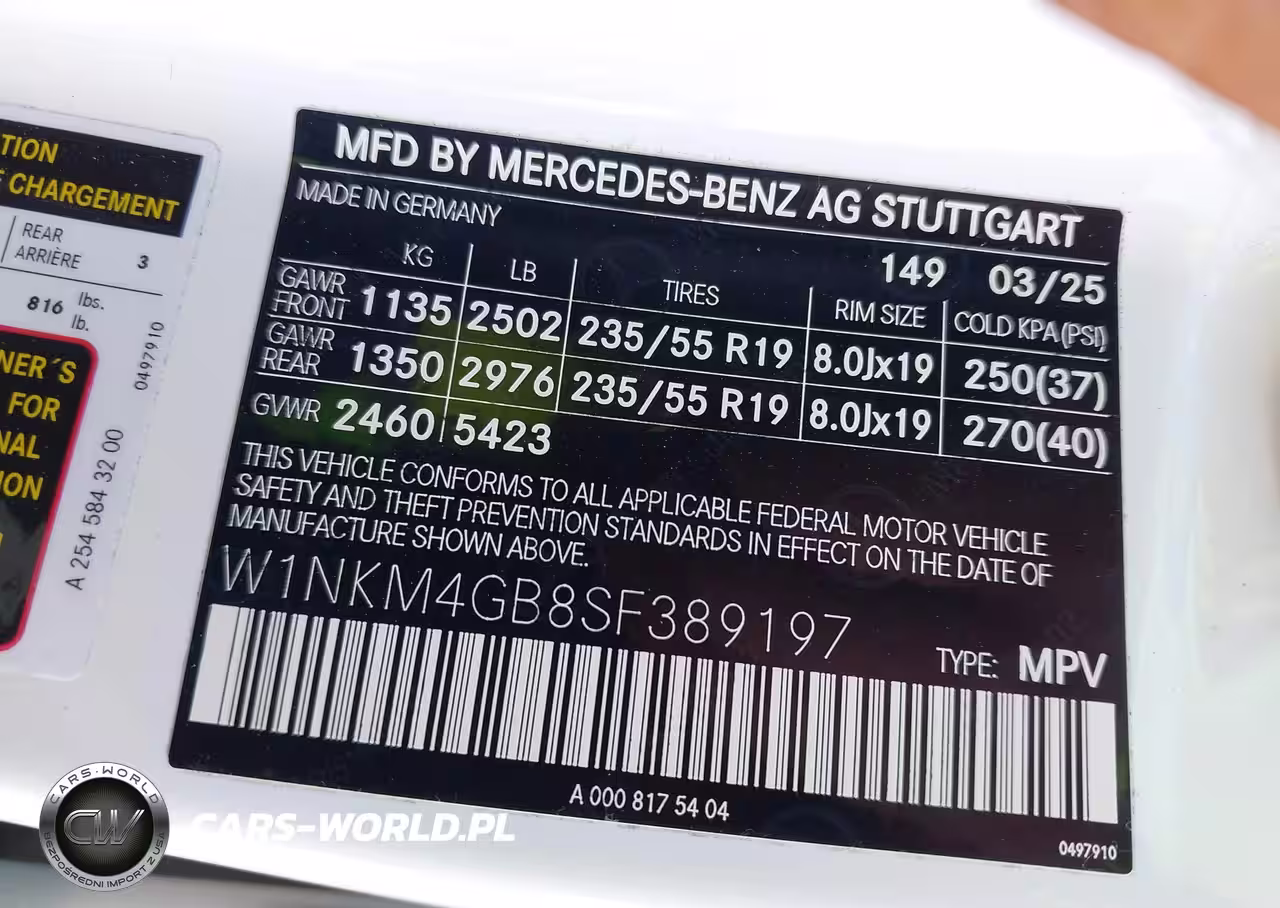 TION
E CHARGEMENT
REAR
ARRIÈRE 3
816 lbs.
lb.
NER´S
FOR
NAL
ION
0497910
A 254 584 32 00
MFD BY MERCEDES-BENZ AG STUTTGART
MADE IN GERMANY
149 03/25
KG LB TIRES RIM SIZE COLD KPA(PSI)
GAWR FRONT 1135 2502 235/55 R19 8.0Jx19 250(37)
GAWR REAR 1350 2976 235/55 R19 8.0Jx19 270(40)
GVWR 2460 5423
THIS VEHICLE CONFORMS TO ALL APPLICABLE FEDERAL MOTOR VEHICLE
SAFETY AND THEFT PREVENTION STANDARDS IN EFFECT ON THE DATE OF
MANUFACTURE SHOWN ABOVE.
W1NKM4GB8SF389197
TYPE: MPV
A 000 817 54 04
0497910
CARS-WORLD
CW
BEZPOŚREDNI IMPORT Z USA
CARS-WORLD.PL